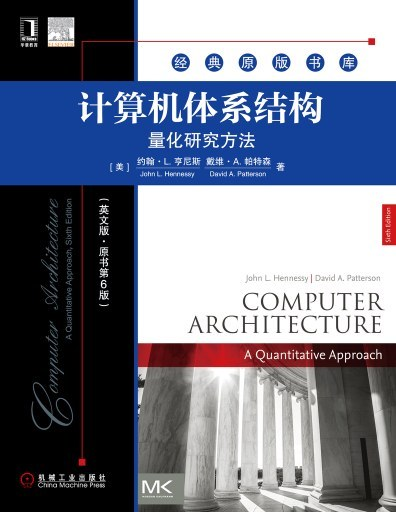 华章教育
ELSEVIER
经典原版书库
计算机体系结构
量化研究方法
[美] 约翰·L. 亨尼斯 戴维·A. 帕特森 著
John L. Hennessy David A. Patterson
(英文版·原书第6版)
Computer Architecture
A Quantitative Approach, Sixth Edition
Sixth Edition
John L. Hennessy | David A. Patterson
COMPUTER
ARCHITECTURE
A Quantitative Approach
机械工业出版社
China Machine Press
MK
MORGAN KAUFMANN